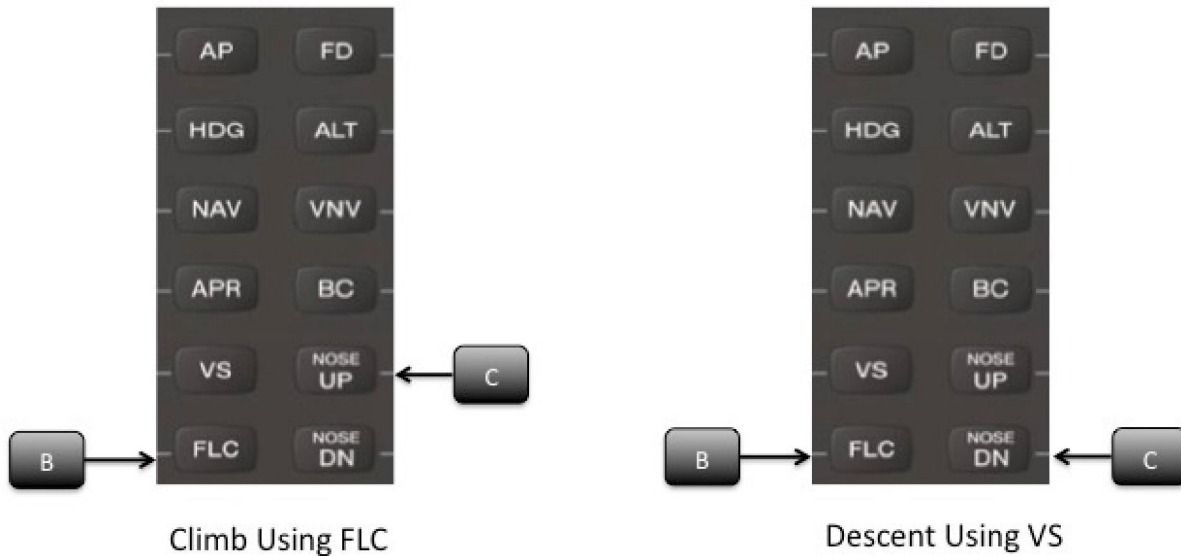 AP FD
HDG ALT
NAV VNV
APR BC
VS NOSE UP
FLC NOSE DN
B
C
Climb Using FLC
AP FD
HDG ALT
NAV VNV
APR BC
VS NOSE UP
FLC NOSE DN
B
C
Descent Using VS